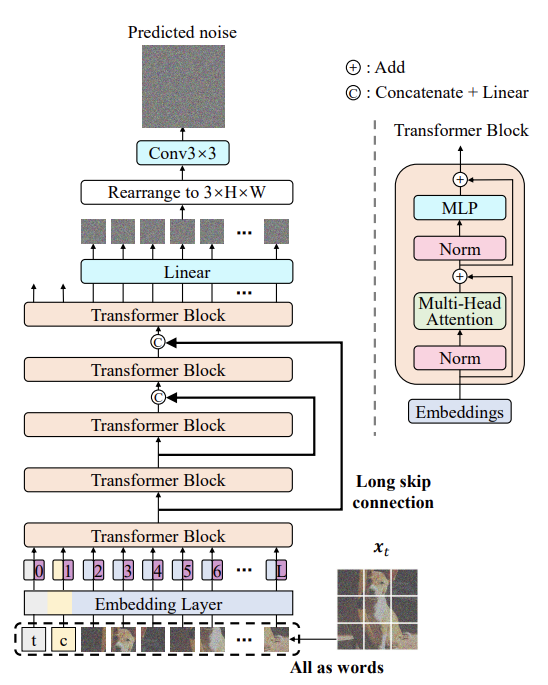 Predicted noise
+ : Add
C : Concatenate + Linear
Conv3×3
Rearrange to 3×H×W
...
Linear
...
Transformer Block
C
Transformer Block
C
Transformer Block
Transformer Block
Transformer Block
Long skip
connection
0 1 2 3 4 5 6 ... L
Embedding Layer
t c ...
All as words
xₜ
Transformer Block
+
MLP
Norm
+
Multi-Head
Attention
Norm
Embeddings